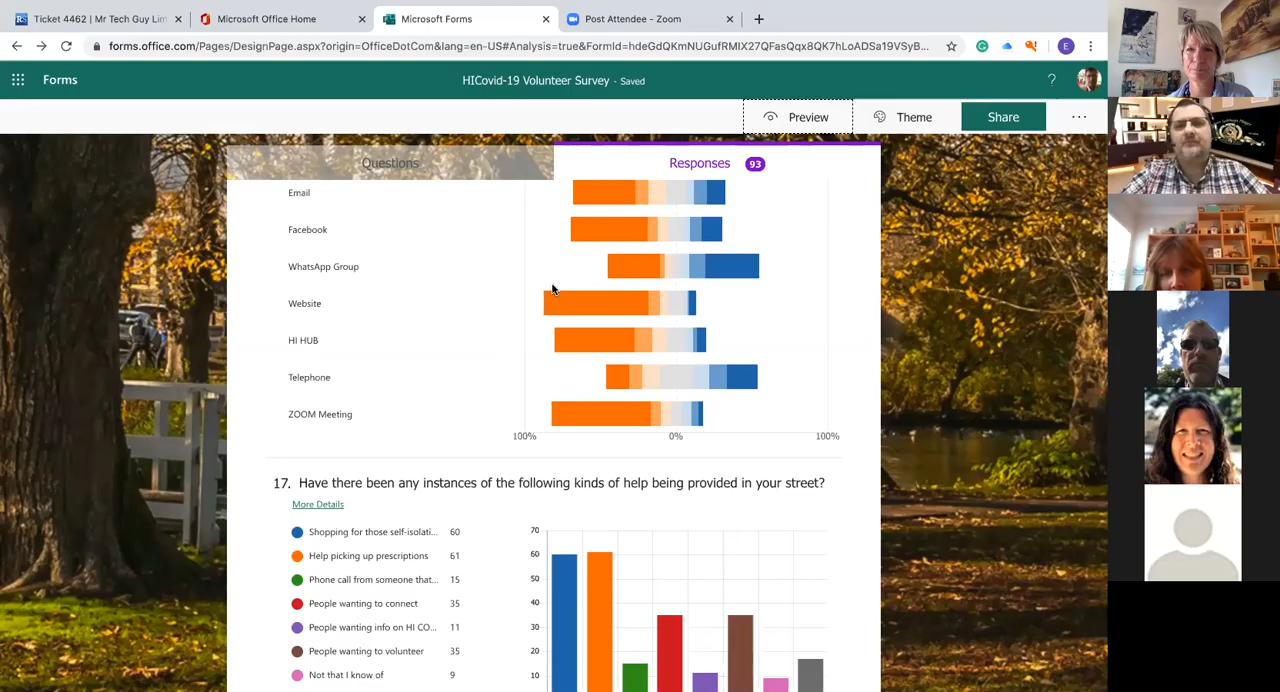 Ticket 4462 | Mr Tech Guy Lim
Microsoft Office Home
Microsoft Forms
Post Attendee - Zoom
forms.office.com/Pages/DesignPage.aspx?origin=OfficeDotCom&lang=en-US#Analysis=true&FormId=hdeGdQKmNUGufRMIX27QFasQqx8QK7hLoADSa19VSyB...
E
Forms
HICovid-19 Volunteer Survey - Saved
?
Preview
Theme
Share
...
Questions
Responses 93
Email
Facebook
WhatsApp Group
Website
HI HUB
Telephone
ZOOM Meeting
100% 0% 100%
17. Have there been any instances of the following kinds of help being provided in your street?
More Details
Shopping for those self-isolati... 60
Help picking up prescriptions 61
Phone call from someone that... 15
People wanting to connect 35
People wanting info on HI CO... 11
People wanting to volunteer 35
Not that I know of 9
70
60
50
40
30
20
10